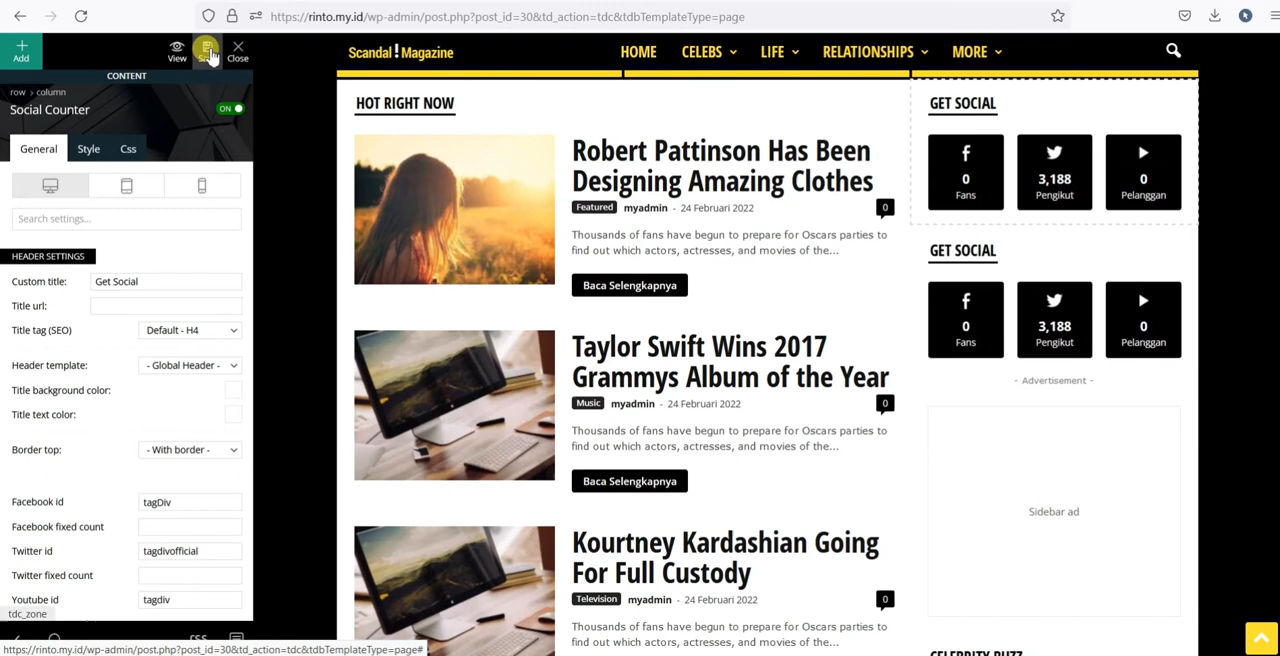 https://rinto.my.id/wp-admin/post.php?post_id=30&td_action=tdc&tdbTemplateType=page
Add
View
Close
CONTENT
row > column
Social Counter
ON
General
Style
Css
Search settings...
HEADER SETTINGS
Custom title:
Get Social
Title url:
Title tag (SEO)
Default - H4
Header template:
- Global Header -
Title background color:
Title text color:
Border top:
- With border -
Facebook id
tagDiv
Facebook fixed count
Twitter id
tagdivofficial
Twitter fixed count
Youtube id
tagdiv
tdc_zone
https://rinto.my.id/wp-admin/post.php?post_id=30&td_action=tdc&tdbTemplateType=page#
Scandal!Magazine
HOME
CELEBS
LIFE
RELATIONSHIPS
MORE
HOT RIGHT NOW
Robert Pattinson Has Been
Designing Amazing Clothes
Featured myadmin - 24 Februari 2022
0
Thousands of fans have begun to prepare for Oscars parties to
find out which actors, actresses, and movies of the...
Baca Selengkapnya
Taylor Swift Wins 2017
Grammys Album of the Year
Music myadmin - 24 Februari 2022
0
Thousands of fans have begun to prepare for Oscars parties to
find out which actors, actresses, and movies of the...
Baca Selengkapnya
Kourtney Kardashian Going
For Full Custody
Television myadmin - 24 Februari 2022
0
Thousands of fans have begun to prepare for Oscars parties to
find out which actors, actresses, and movies of the...
GET SOCIAL
0
Fans
3,188
Pengikut
0
Pelanggan
GET SOCIAL
0
Fans
3,188
Pengikut
0
Pelanggan
- Advertisement -
Sidebar ad
CELEBRITY BUZZ